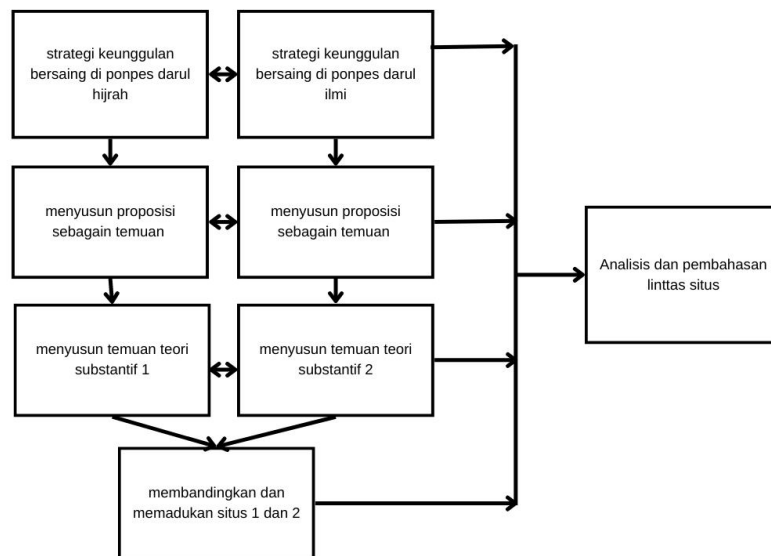 strategi keunggulan
bersaing di ponpes darul
hijrah
strategi keunggulan
bersaing di ponpes darul
ilmi
menyusun proposisi
sebagain temuan
menyusun proposisi
sebagain temuan
Analisis dan pembahasan
linttas situs
menyusun temuan teori
substantif 1
menyusun temuan teori
substantif 2
membandingkan dan
memadukan situs 1 dan 2